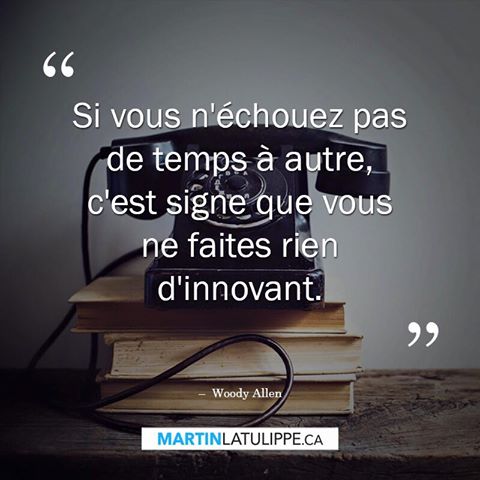 “
Si vous n'échouez pas
de temps à autre,
c'est signe que vous
ne faites rien
d'innovant.
”
– Woody Allen
MARTINLATULIPPE.CA